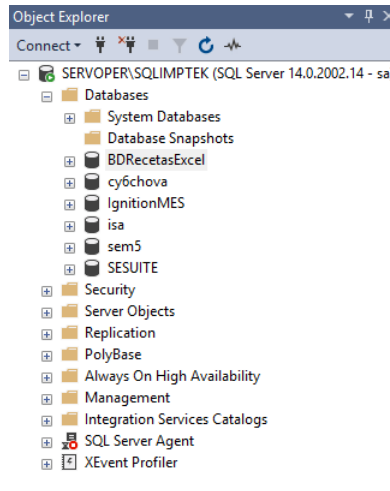 Object Explorer
Connect
SERVOPER\SQLIMPTEK (SQL Server 14.0.2002.14 - sa
Databases
System Databases
Database Snapshots
BDRecetasExcel
cy6chova
IgnitionMES
isa
sem5
SESUITE
Security
Server Objects
Replication
PolyBase
Always On High Availability
Management
Integration Services Catalogs
SQL Server Agent
XEvent Profiler